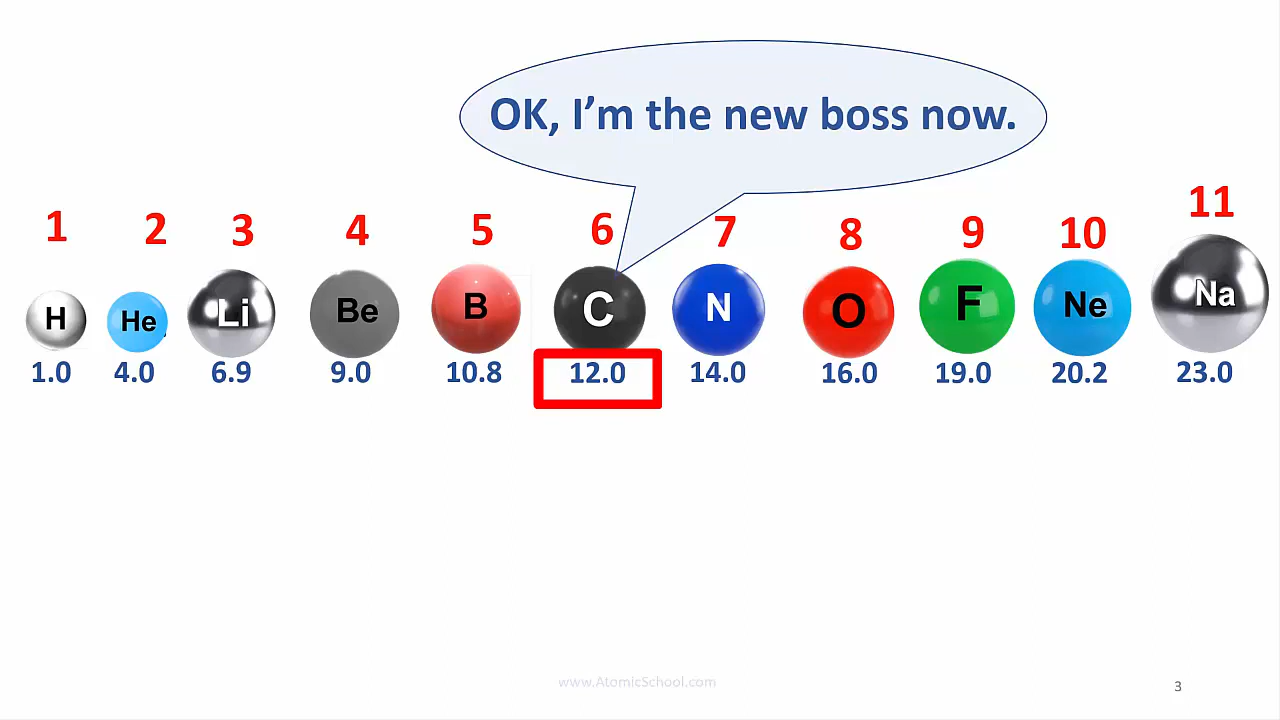 OK, I'm the new boss now.
1 2 3 4 5 6 7 8 9 10 11
H He Li Be B C N O F Ne Na
1.0 4.0 6.9 9.0 10.8 12.0 14.0 16.0 19.0 20.2 23.0
www.AtomicSchool.com
3